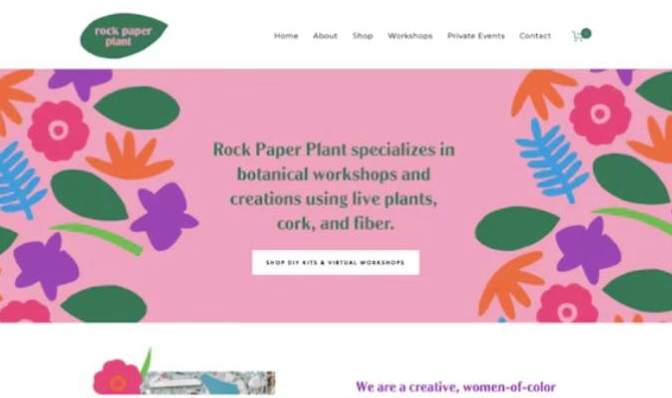 rock paper
plant
Home About Shop Workshops Private Events Contact
Rock Paper Plant specializes in
botanical workshops and
creations using live plants,
cork, and fiber.
SHOP DIY KITS & VIRTUAL WORKSHOPS
We are a creative, women-of-color